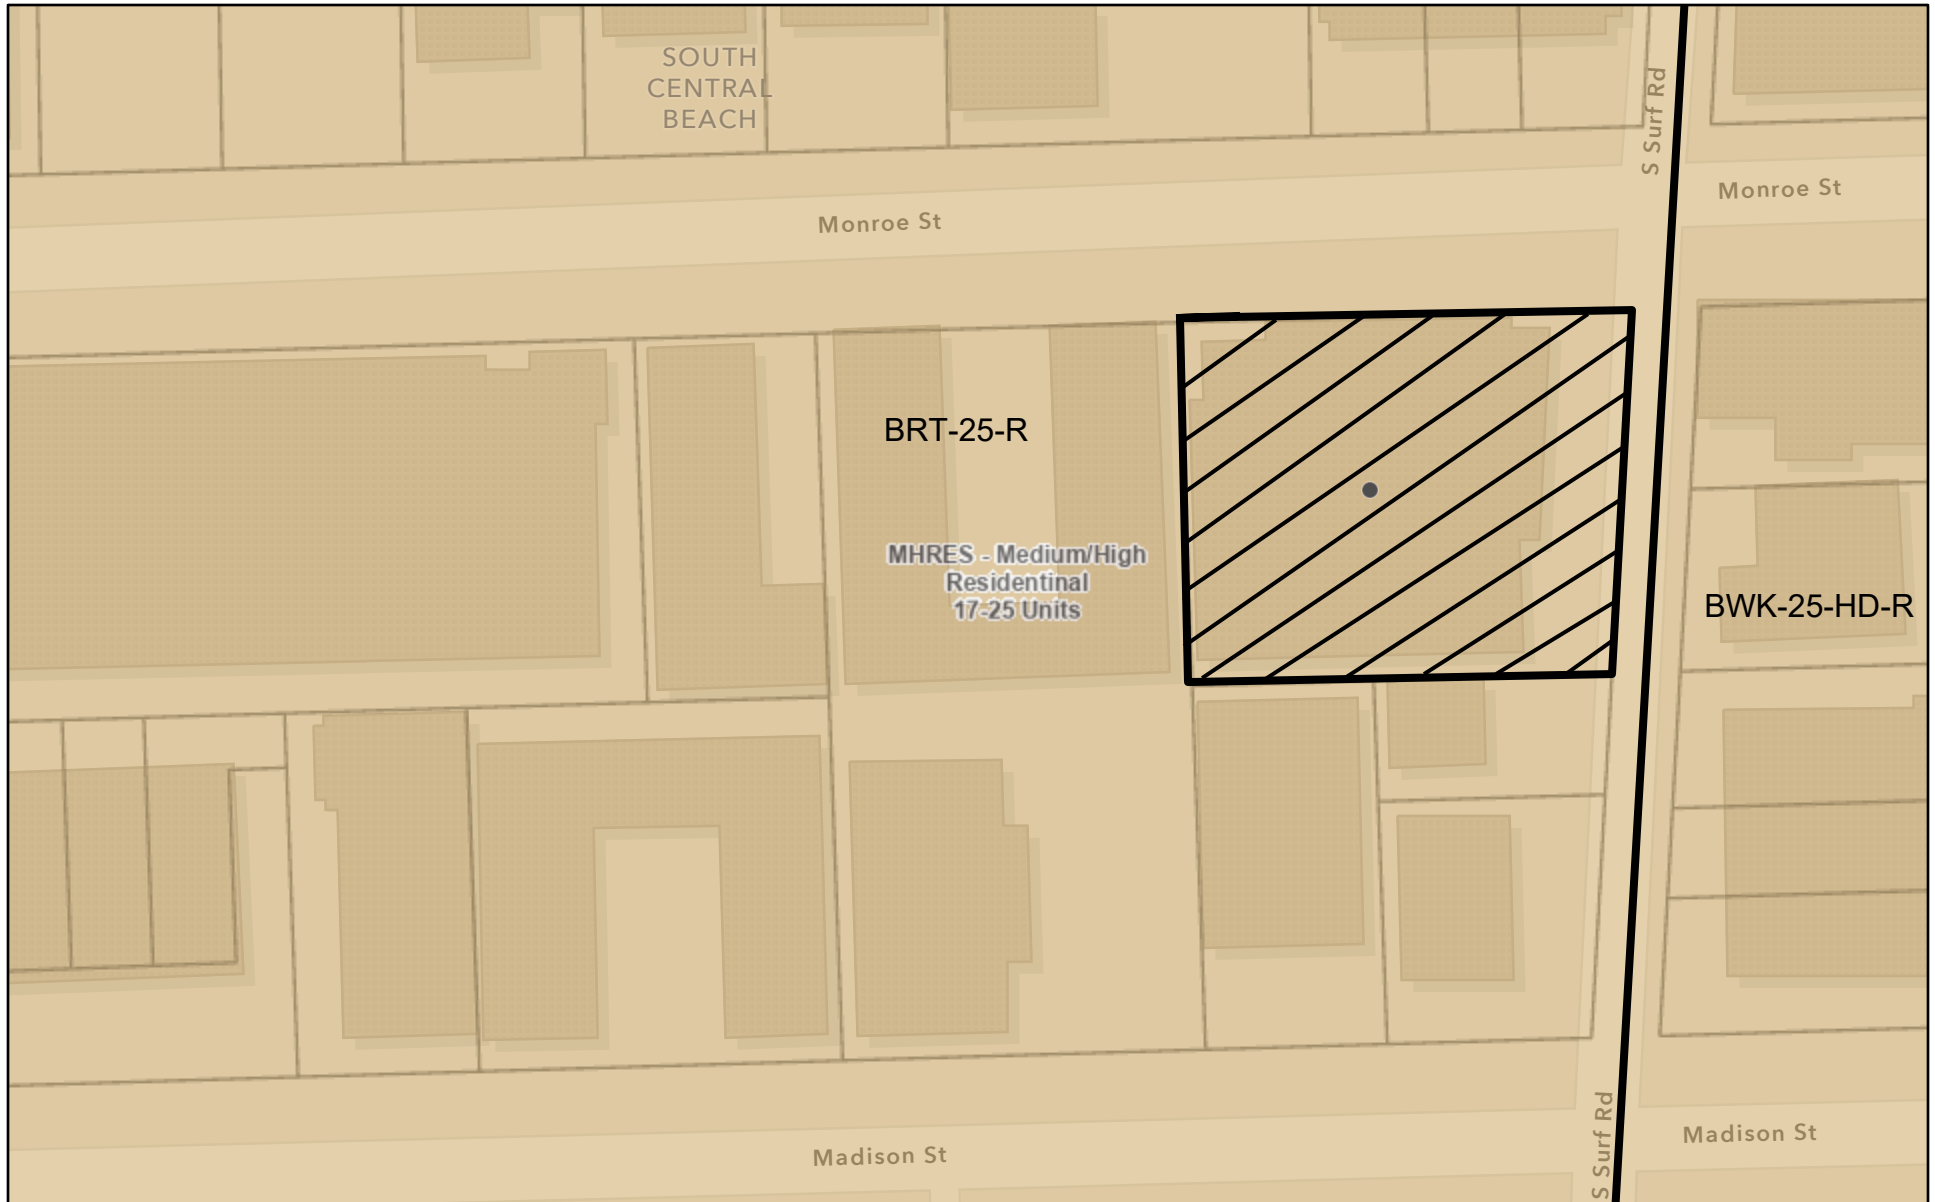 SOUTH
CENTRAL
BEACH
S Surf Rd
Monroe St
Monroe St
BRT-25-R
MHRES - Medium/High
Residentinal
17-25 Units
BWK-25-HD-R
S Surf Rd
Madison St
Madison St